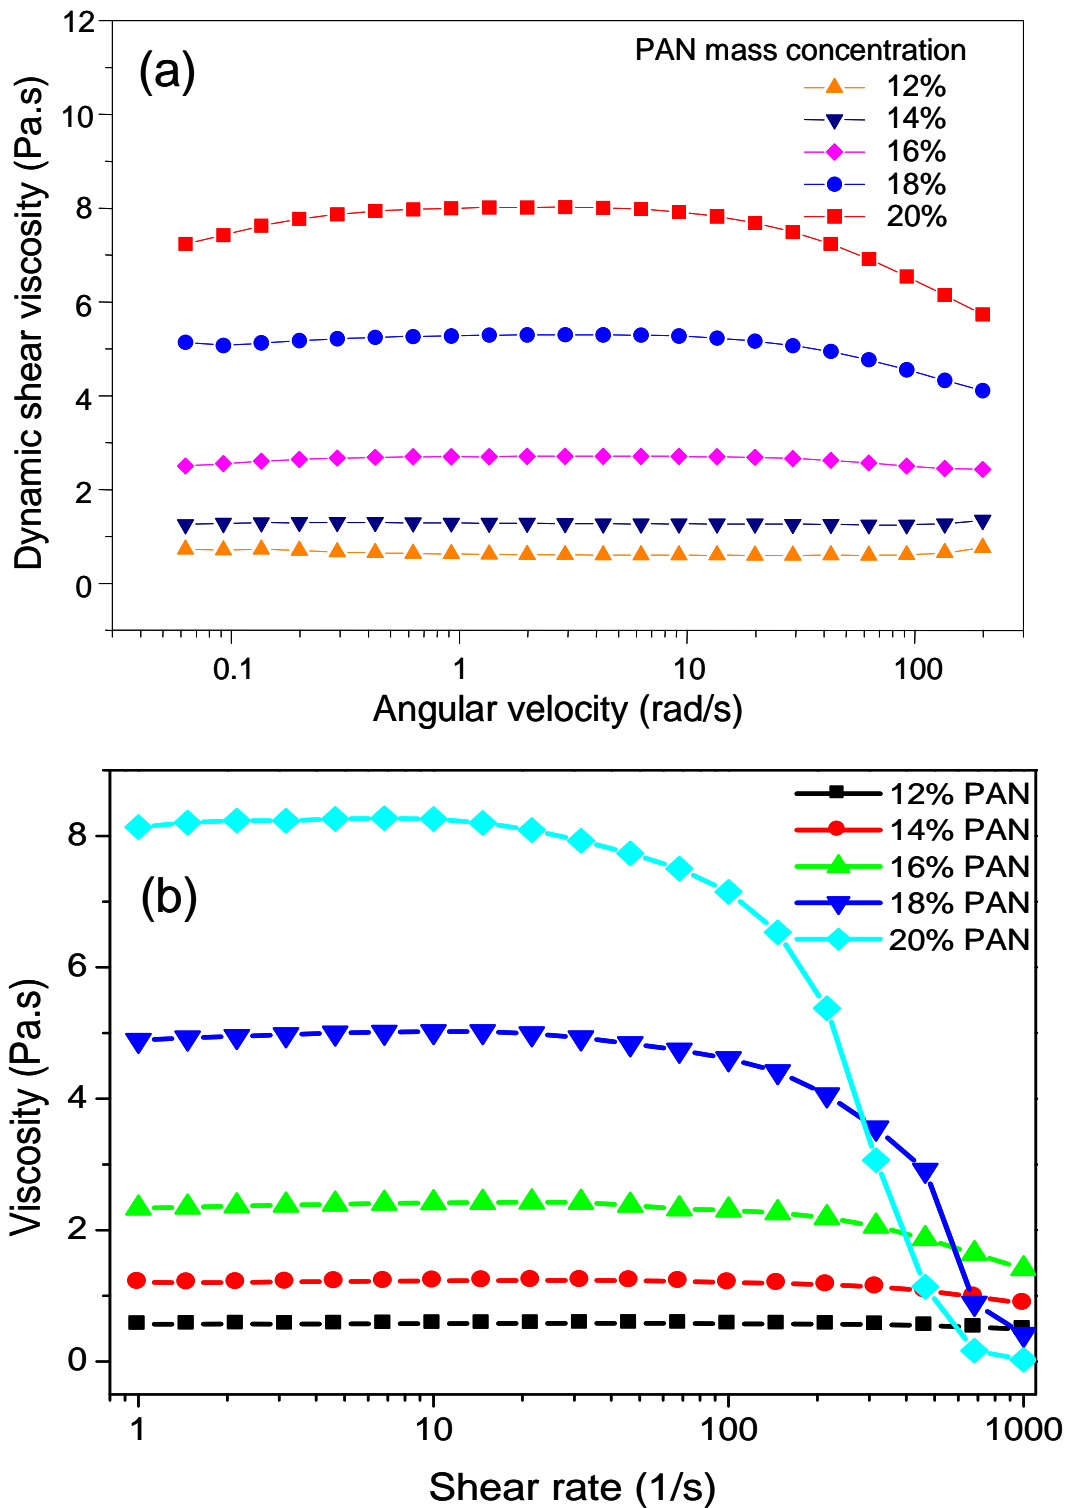 (a)
PAN mass concentration
12%
14%
16%
18%
20%
12
10
8
6
4
2
0
Dynamic shear viscosity (Pa.s)
0.1
1
10
100
Angular velocity (rad/s)
(b)
12% PAN
14% PAN
16% PAN
18% PAN
20% PAN
8
6
4
2
0
Viscosity (Pa.s)
1
10
100
1000
Shear rate (1/s)